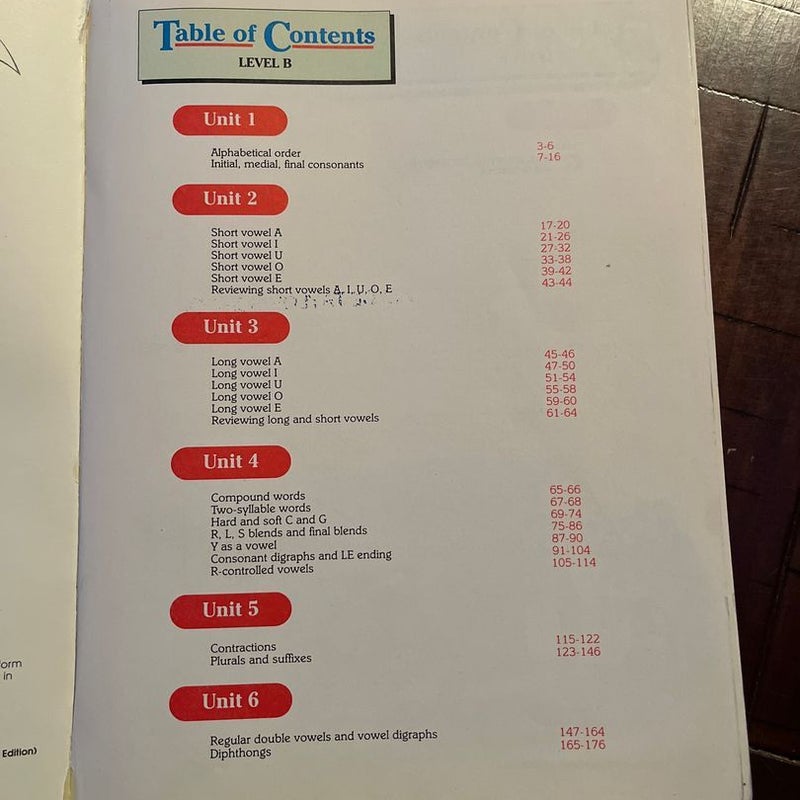 Table of Contents
LEVEL B
Unit 1
Alphabetical order 3-6
Initial, medial, final consonants 7-16
Unit 2
Short vowel A 17-20
Short vowel I 21-26
Short vowel U 27-32
Short vowel O 33-38
Short vowel E 39-42
Reviewing short vowels A, I, U, O, E 43-44
Unit 3
Long vowel A 45-46
Long vowel I 47-50
Long vowel U 51-54
Long vowel O 55-58
Long vowel E 59-60
Reviewing long and short vowels 61-64
Unit 4
Compound words 65-66
Two-syllable words 67-68
Hard and soft C and G 69-74
R, L, S blends and final blends 75-86
Y as a vowel 87-90
Consonant digraphs and LE ending 91-104
R-controlled vowels 105-114
Unit 5
Contractions 115-122
Plurals and suffixes 123-146
Unit 6
Regular double vowels and vowel digraphs 147-164
Diphthongs 165-176
in
Edition)